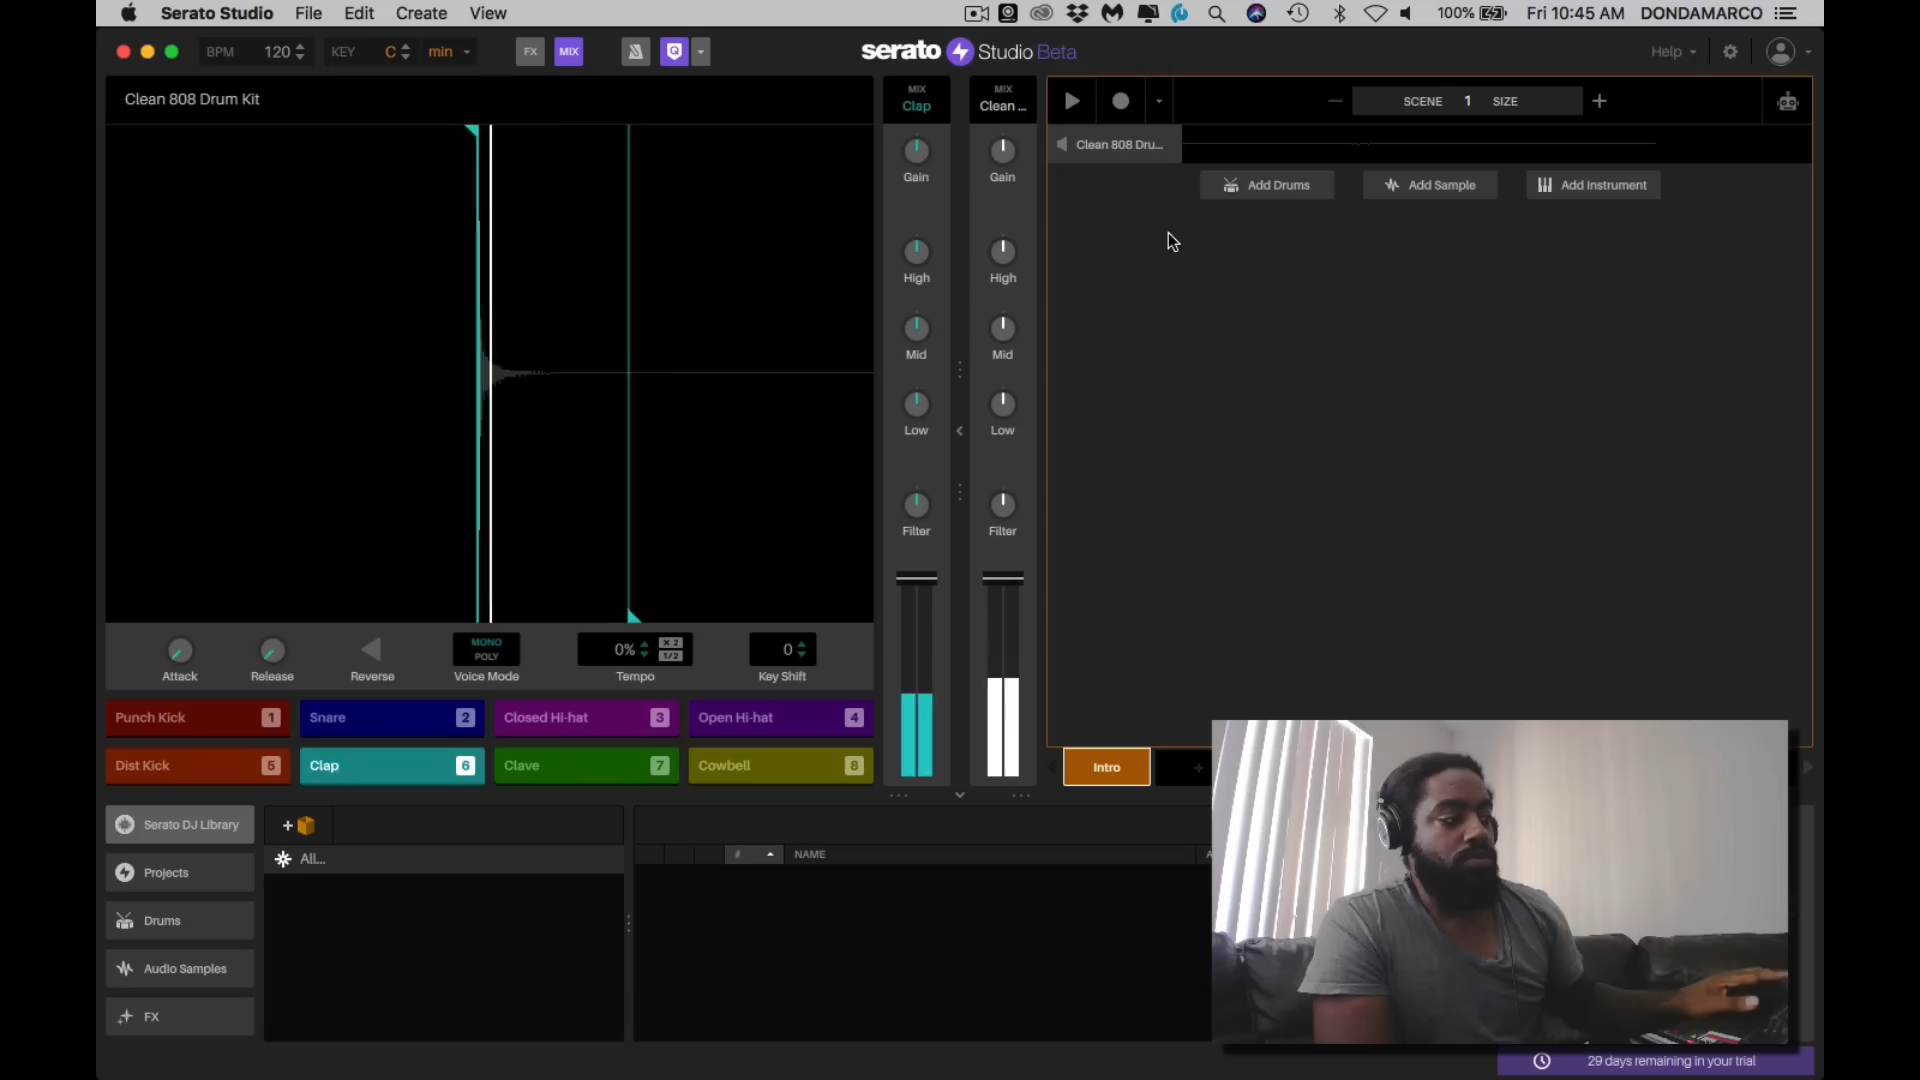 Serato Studio File Edit Create View 100% Fri 10:45 AM DONDAMARCO
BPM 120 KEY C min FX MIX serato Studio Beta Help
Clean 808 Drum Kit
MIX MIX
Clap Clean ...
SCENE 1 SIZE
Clean 808 Dru...
Add Drums Add Sample Add Instrument
Gain Gain
High High
Mid Mid
Low Low
Filter Filter
MONO
POLY
0% x 2
1/2
0
Attack Release Reverse Voice Mode Tempo Key Shift
Punch Kick 1 Snare 2 Closed Hi-hat 3 Open Hi-hat 4
Dist Kick 5 Clap 6 Clave 7 Cowbell 8
Intro +
Serato DJ Library +
All...
# NAME A
Projects
Drums
Audio Samples
FX
29 days remaining in your trial